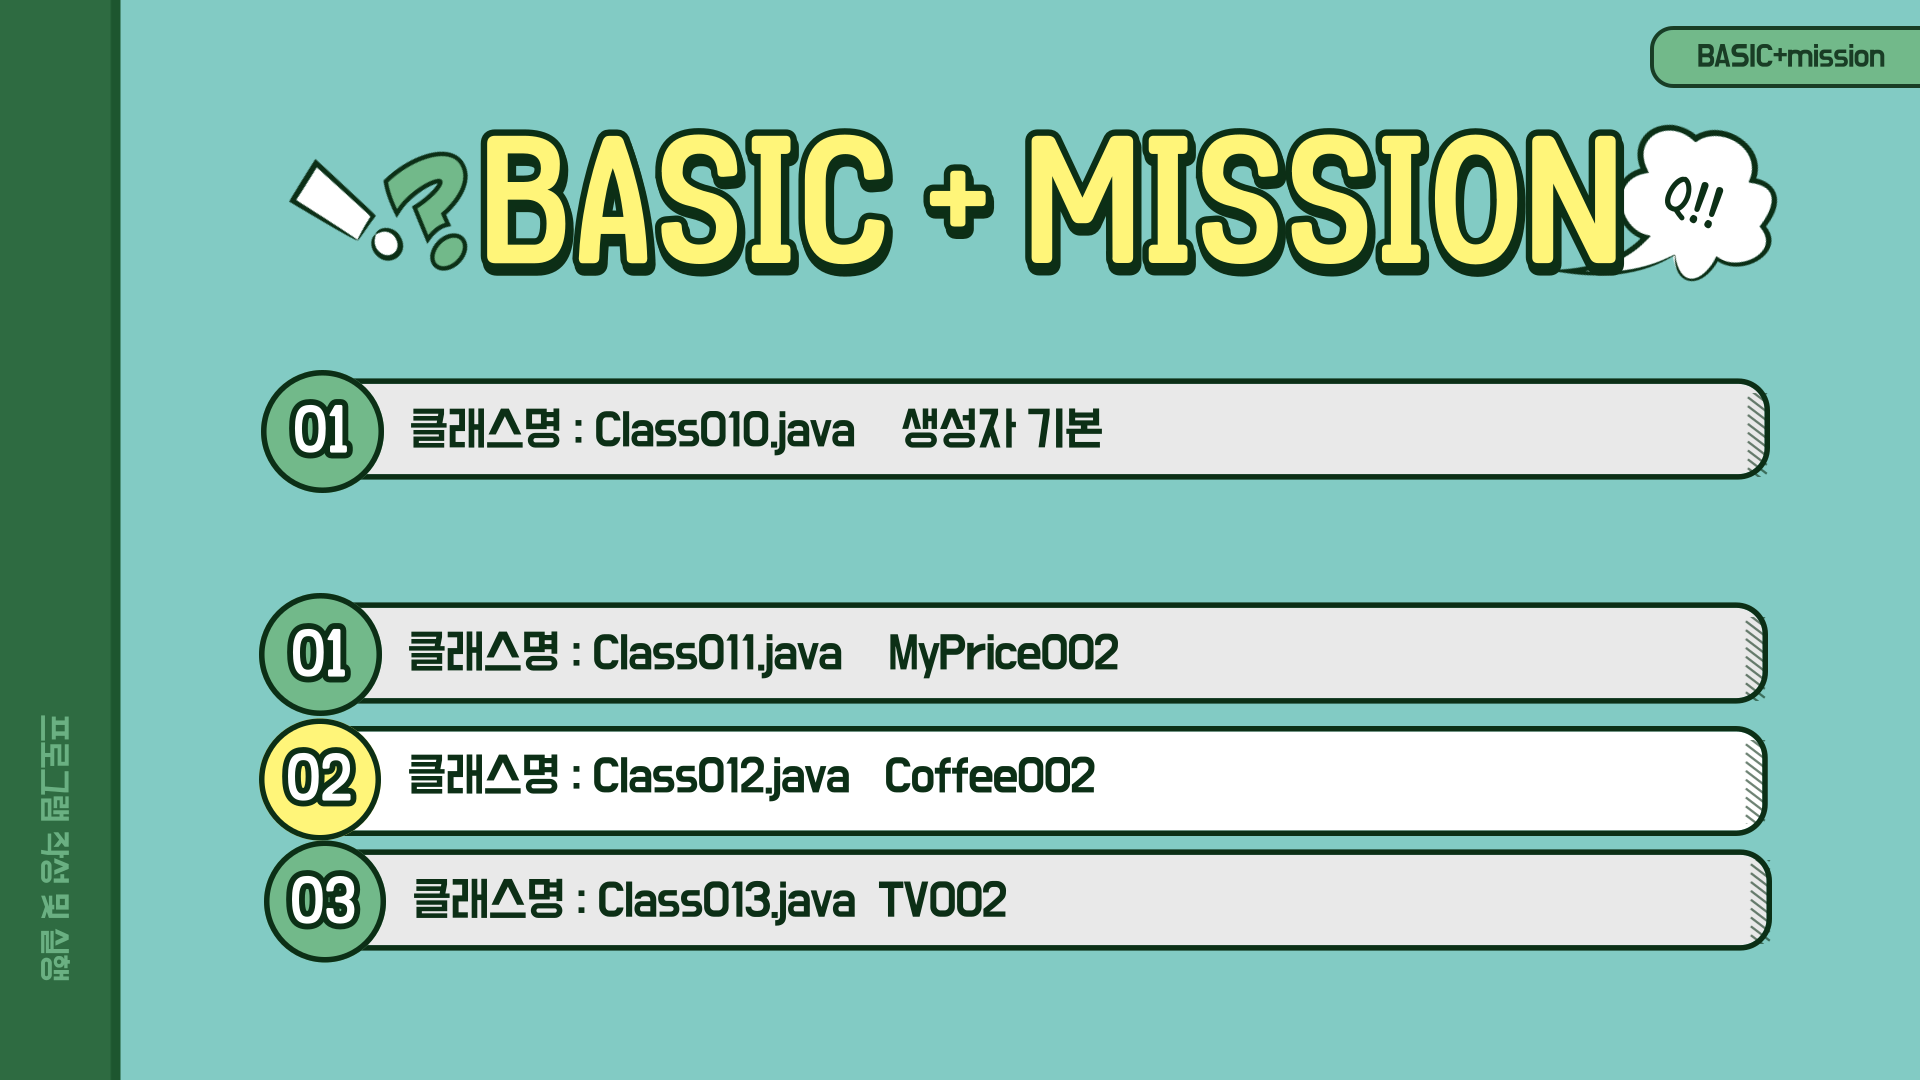 BASIC+mission
BASIC + MISSION
Q!!
01 클래스명 : Class010.java 생성자 기본
01 클래스명 : Class011.java MyPrice002
02 클래스명 : Class012.java Coffee002
03 클래스명 : Class013.java TV002
프로그램 작성 및 실행